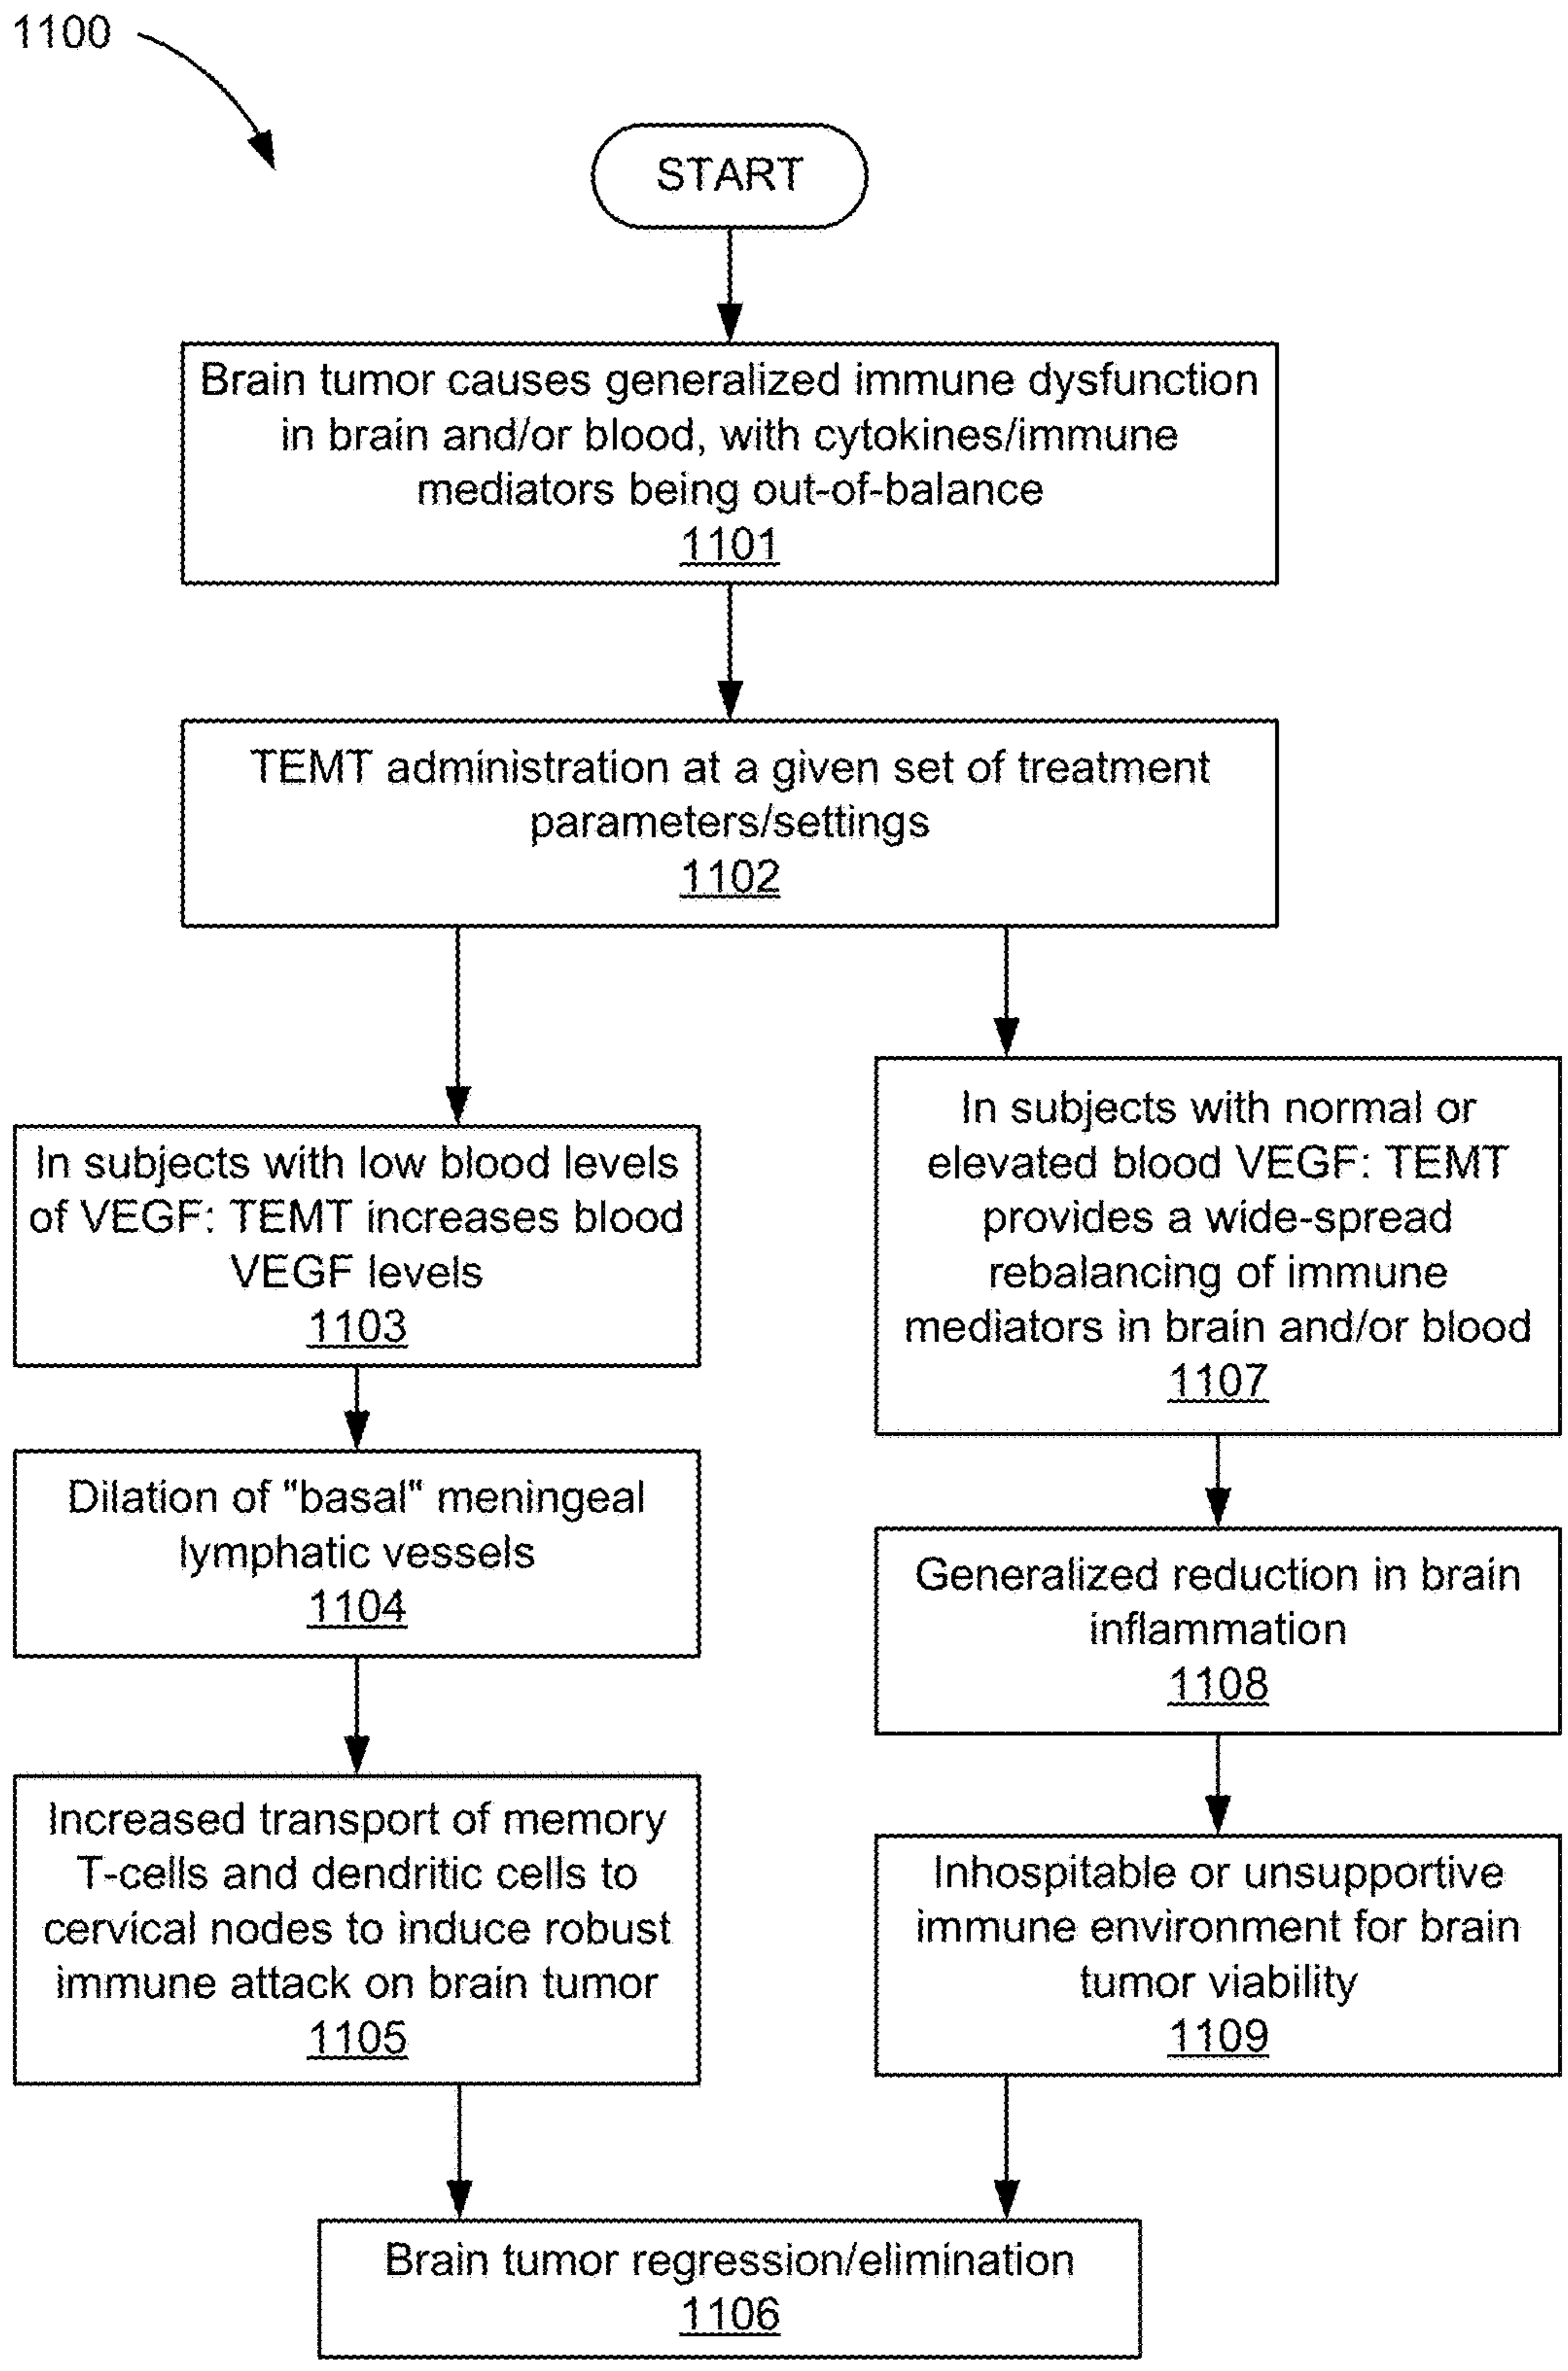 1100
START
Brain tumor causes generalized immune dysfunction
in brain and/or blood, with cytokines/immune
mediators being out-of-balance
1101
TEMT administration at a given set of treatment
parameters/settings
1102
In subjects with low blood levels
of VEGF: TEMT increases blood
VEGF levels
1103
Dilation of "basal" meningeal
lymphatic vessels
1104
Increased transport of memory
T-cells and dendritic cells to
cervical nodes to induce robust
immune attack on brain tumor
1105
In subjects with normal or
elevated blood VEGF: TEMT
provides a wide-spread
rebalancing of immune
mediators in brain and/or blood
1107
Generalized reduction in brain
inflammation
1108
Inhospitable or unsupportive
immune environment for brain
tumor viability
1109
Brain tumor regression/elimination
1106